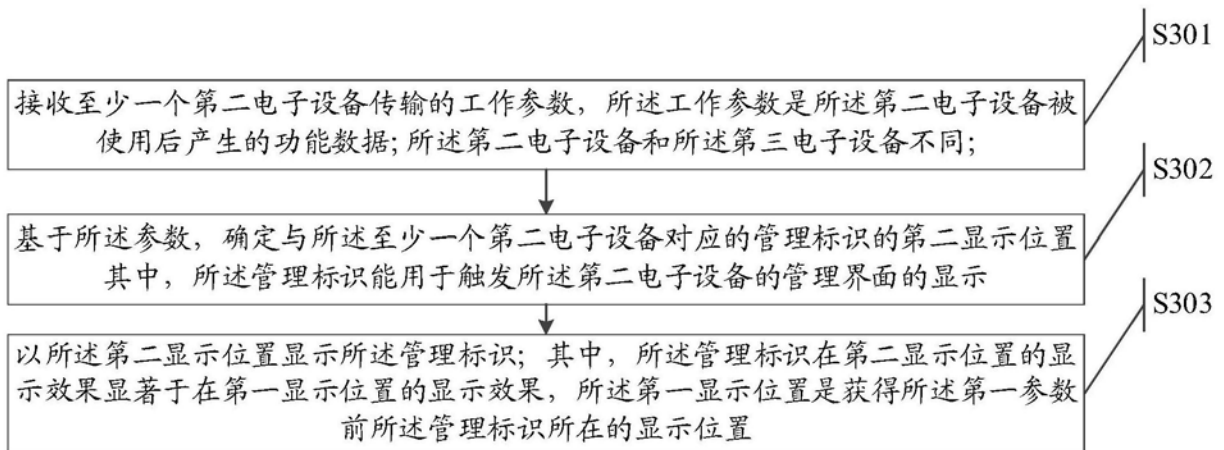 S301
接收至少一个第二电子设备传输的工作参数，所述工作参数是所述第二电子设备被
使用后产生的功能数据；所述第二电子设备和所述第三电子设备不同；
S302
基于所述参数，确定与所述至少一个第二电子设备对应的管理标识的第二显示位置
其中，所述管理标识能用于触发所述第二电子设备的管理界面的显示
S303
以所述第二显示位置显示所述管理标识；其中，所述管理标识在第二显示位置的显
示效果显著于在第一显示位置的显示效果，所述第一显示位置是获得所述第一参数
前所述管理标识所在的显示位置